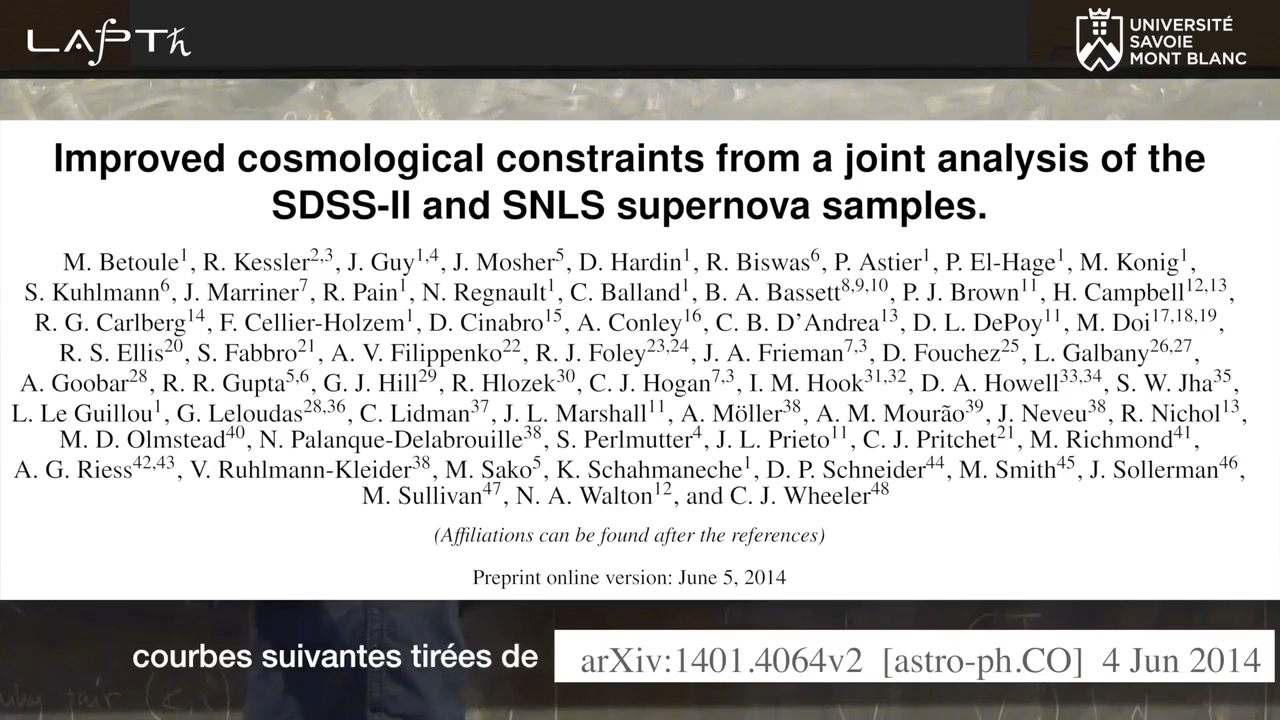 LAPTℏ
UNIVERSITÉ
SAVOIE
MONT BLANC
Improved cosmological constraints from a joint analysis of the
SDSS-II and SNLS supernova samples.
M. Betoule¹, R. Kessler²,³, J. Guy¹,⁴, J. Mosher⁵, D. Hardin¹, R. Biswas⁶, P. Astier¹, P. El-Hage¹, M. Konig¹,
S. Kuhlmann⁶, J. Marriner⁷, R. Pain¹, N. Regnault¹, C. Balland¹, B. A. Bassett⁸,⁹,¹⁰, P. J. Brown¹¹, H. Campbell¹²,¹³,
R. G. Carlberg¹⁴, F. Cellier-Holzem¹, D. Cinabro¹⁵, A. Conley¹⁶, C. B. D'Andrea¹³, D. L. DePoy¹¹, M. Doi¹⁷,¹⁸,¹⁹,
R. S. Ellis²⁰, S. Fabbro²¹, A. V. Filippenko²², R. J. Foley²³,²⁴, J. A. Frieman⁷,³, D. Fouchez²⁵, L. Galbany²⁶,²⁷,
A. Goobar²⁸, R. R. Gupta⁵,⁶, G. J. Hill²⁹, R. Hlozek³⁰, C. J. Hogan⁷,³, I. M. Hook³¹,³², D. A. Howell³³,³⁴, S. W. Jha³⁵,
L. Le Guillou¹, G. Leloudas²⁸,³⁶, C. Lidman³⁷, J. L. Marshall¹¹, A. Möller³⁸, A. M. Mourão³⁹, J. Neveu³⁸, R. Nichol¹³,
M. D. Olmstead⁴⁰, N. Palanque-Delabrouille³⁸, S. Perlmutter⁴, J. L. Prieto¹¹, C. J. Pritchet²¹, M. Richmond⁴¹,
A. G. Riess⁴²,⁴³, V. Ruhlmann-Kleider³⁸, M. Sako⁵, K. Schahmaneche¹, D. P. Schneider⁴⁴, M. Smith⁴⁵, J. Sollerman⁴⁶,
M. Sullivan⁴⁷, N. A. Walton¹², and C. J. Wheeler⁴⁸
(Affiliations can be found after the references)
Preprint online version: June 5, 2014
courbes suivantes tirées de
arXiv:1401.4064v2 [astro-ph.CO] 4 Jun 2014